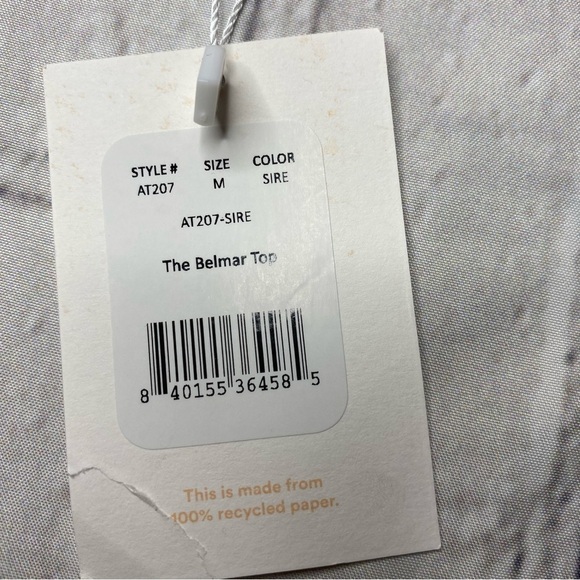 STYLE # SIZE COLOR
AT207 M SIRE
AT207-SIRE
The Belmar Top
8 40155 36458 5
This is made from
100% recycled paper.